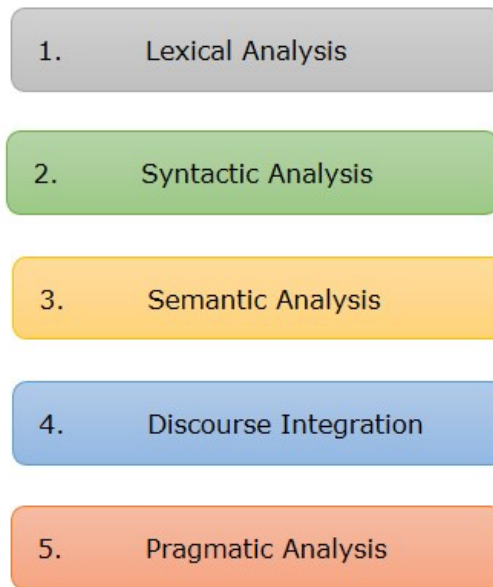 1. Lexical Analysis
2. Syntactic Analysis
3. Semantic Analysis
4. Discourse Integration
5. Pragmatic Analysis